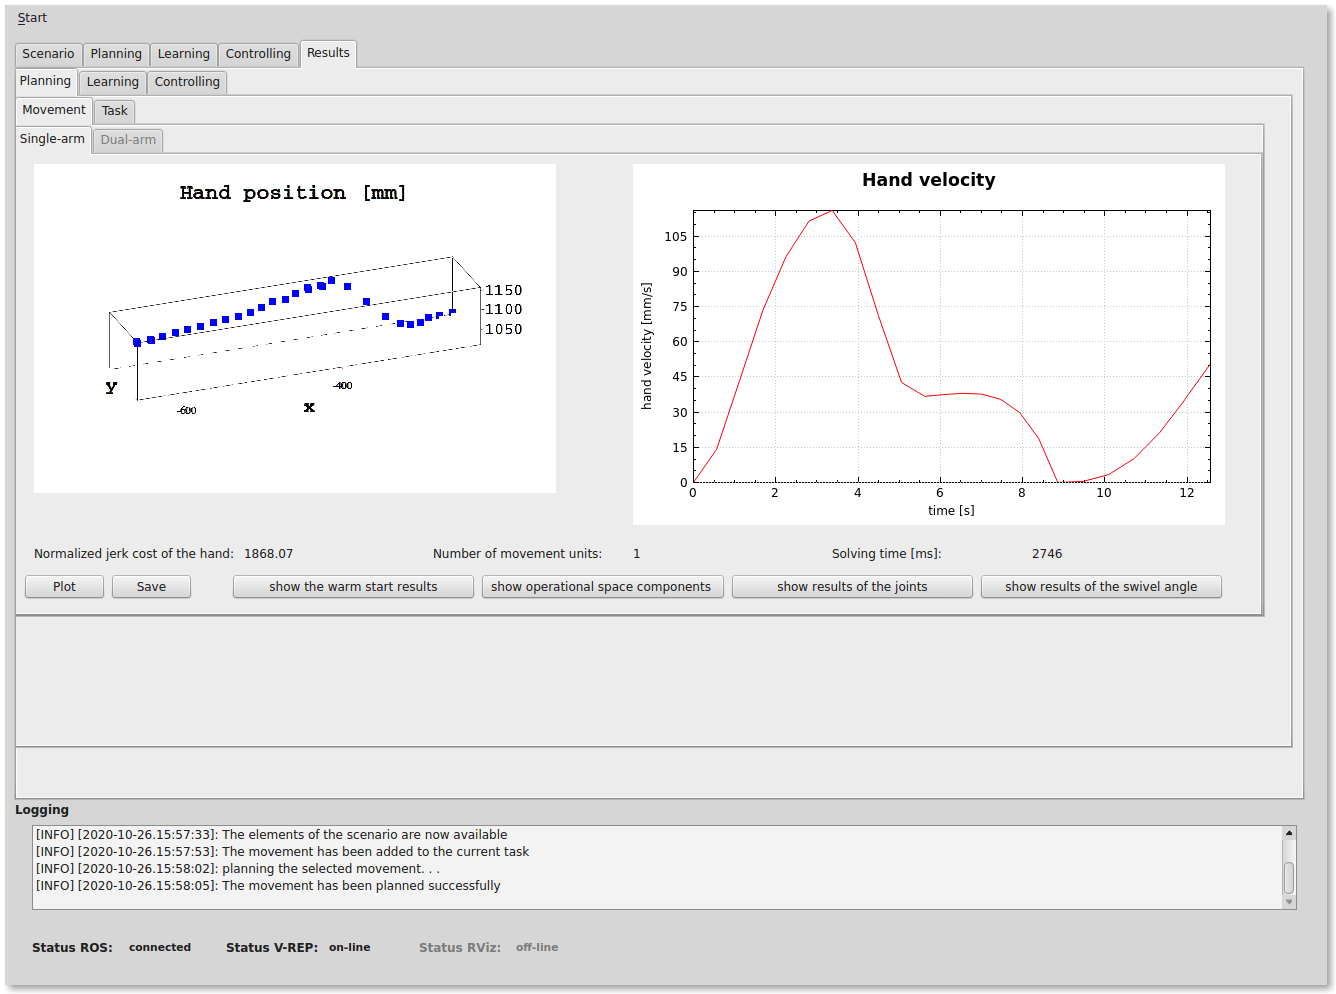 Start
Scenario Planning Learning Controlling Results
Planning Learning Controlling
Movement Task
Single-arm Dual-arm
Hand position [mm]
1150
1100
1050
y
-400
x
-600
Hand velocity
hand velocity [mm/s]
105
90
75
60
45
30
15
0
0 2 4 6 8 10 12
time [s]
Normalized jerk cost of the hand: 1868.07 Number of movement units: 1 Solving time [ms]: 2746
Plot Save show the warm start results show operational space components show results of the joints show results of the swivel angle
Logging
[INFO] [2020-10-26.15:57:33]: The elements of the scenario are now available
[INFO] [2020-10-26.15:57:53]: The movement has been added to the current task
[INFO] [2020-10-26.15:58:02]: planning the selected movement. . .
[INFO] [2020-10-26.15:58:05]: The movement has been planned successfully
Status ROS: connected Status V-REP: on-line Status RViz: off-line